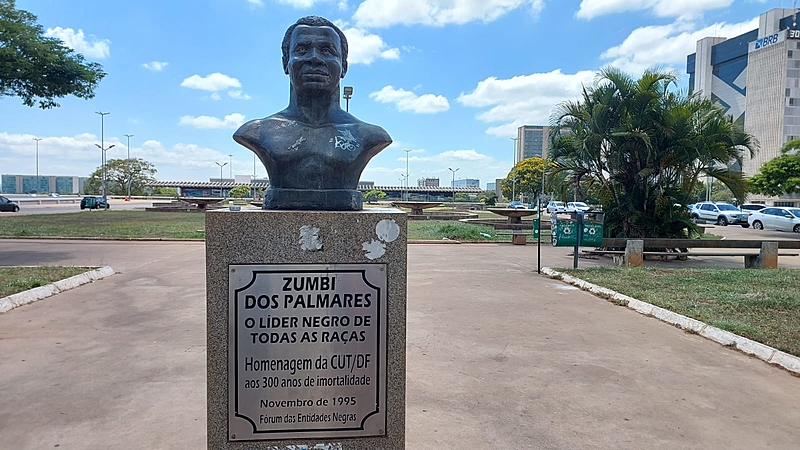 BRB
ZUMBI
DOS PALMARES
O LÍDER NEGRO DE
TODAS AS RAÇAS
Homenagem da CUT/DF
aos 300 anos de imortalidade
Novembro de 1995
Fórum das Entidades Negras